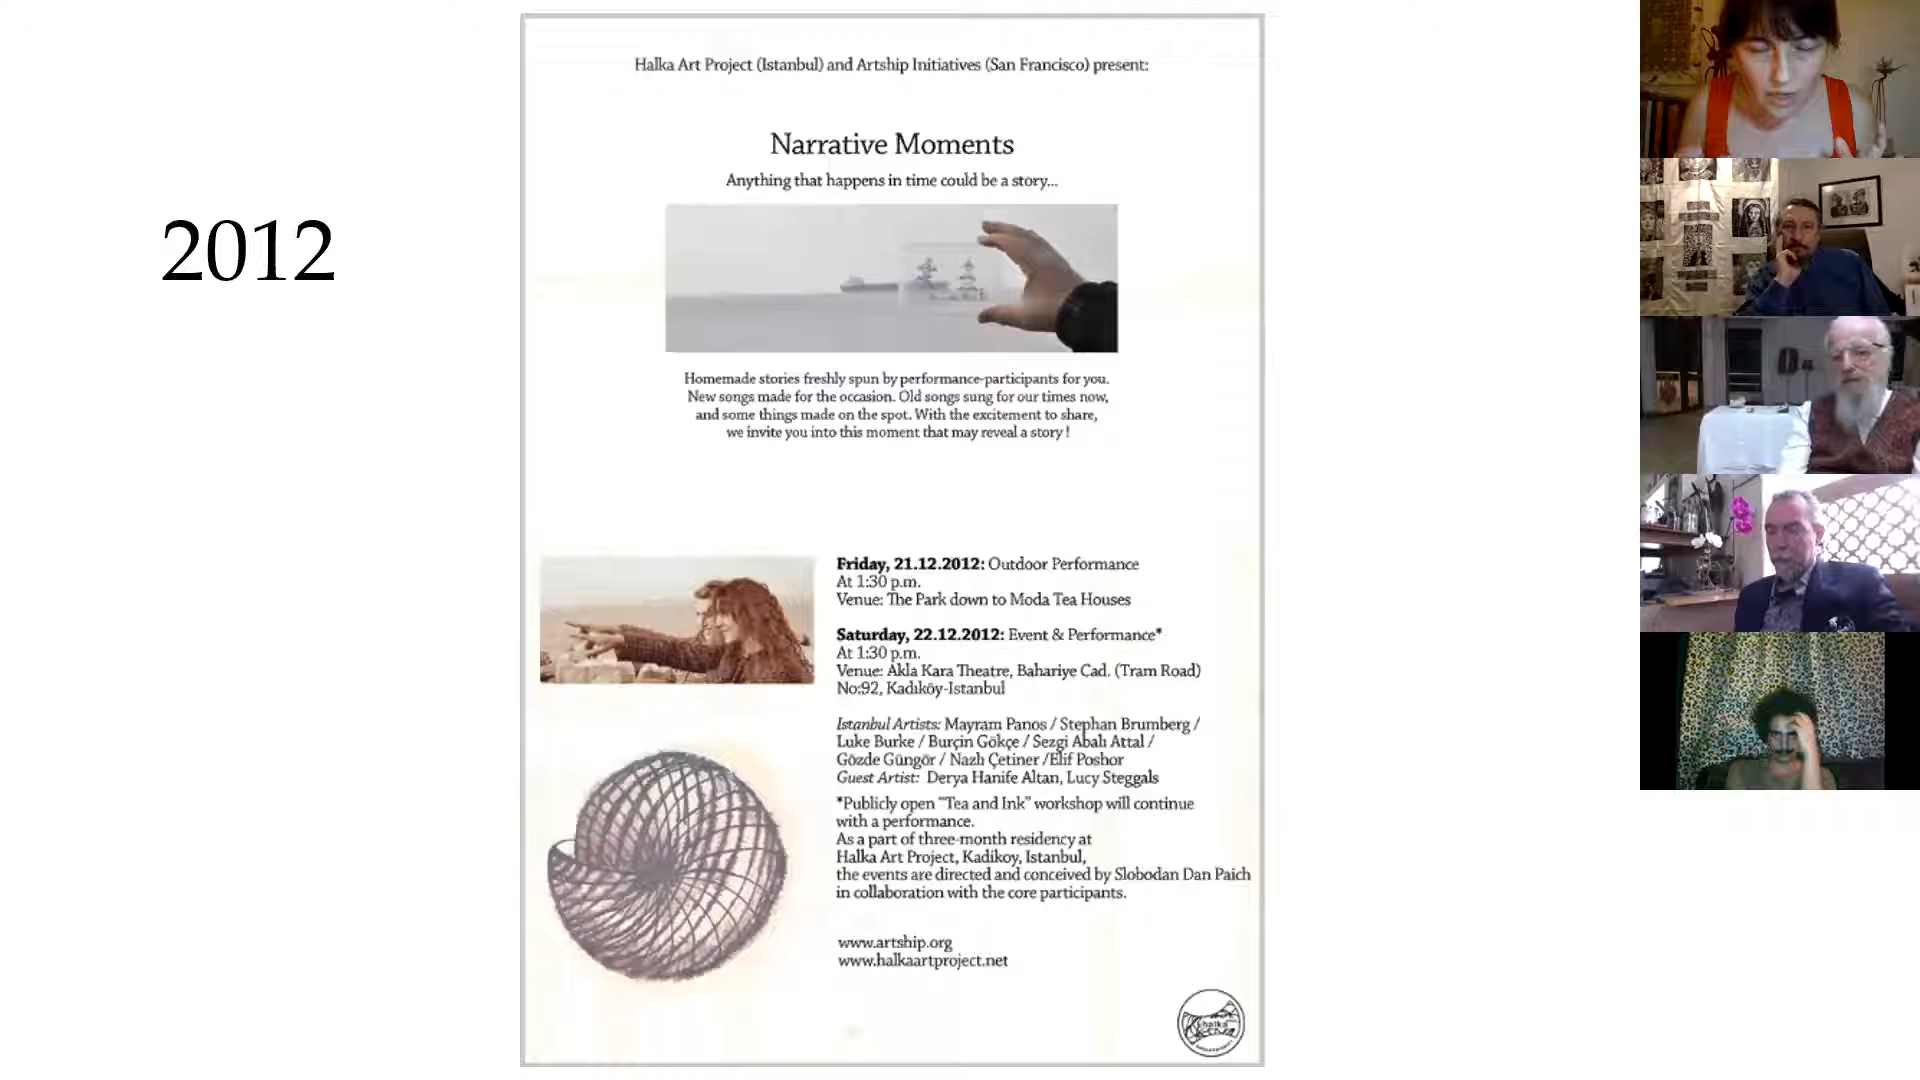 2012
Halka Art Project (Istanbul) and Artship Initiatives (San Francisco) present:
Narrative Moments
Anything that happens in time could be a story...
Homemade stories freshly spun by performance-participants for you.
New songs made for the occasion. Old songs sung for our times now,
and some things made on the spot. With the excitement to share,
we invite you into this moment that may reveal a story !
Friday, 21.12.2012: Outdoor Performance
At 1:30 p.m.
Venue: The Park down to Moda Tea Houses
Saturday, 22.12.2012: Event & Performance*
At 1:30 p.m.
Venue: Akla Kara Theatre, Bahariye Cad. (Tram Road)
No:92, Kadıköy-Istanbul
Istanbul Artists: Mayram Panos / Stephan Brumberg /
Luke Burke / Burçin Gökçe / Sezgi Abalı Attal /
Gözde Güngör / Nazlı Çetiner /Elif Poshor
Guest Artist: Derya Hanife Altan, Lucy Steggals
*Publicly open "Tea and Ink" workshop will continue
with a performance.
As a part of three-month residency at
Halka Art Project, Kadikoy, Istanbul,
the events are directed and conceived by Slobodan Dan Paich
in collaboration with the core participants.
www.artship.org
www.halkaartproject.net
halka